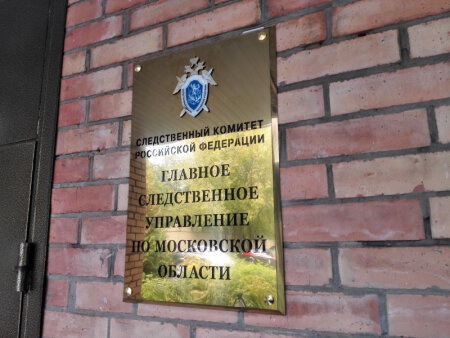 СЛЕДСТВЕННЫЙ КОМИТЕТ
РОССИЙСКОЙ ФЕДЕРАЦИИ
ГЛАВНОЕ
СЛЕДСТВЕННОЕ
УПРАВЛЕНИЕ
ПО МОСКОВСКОЙ
ОБЛАСТИ